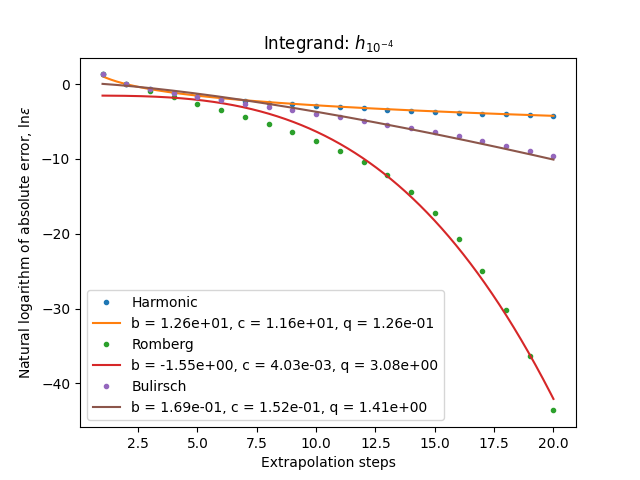 Integrand: $h_{10^{-4}}$
Natural logarithm of absolute error, lnε
0
−10
−20
−30
−40
Harmonic
b = 1.26e+01, c = 1.16e+01, q = 1.26e-01
Romberg
b = -1.55e+00, c = 4.03e-03, q = 3.08e+00
Bulirsch
b = 1.69e-01, c = 1.52e-01, q = 1.41e+00
2.5 5.0 7.5 10.0 12.5 15.0 17.5 20.0
Extrapolation steps